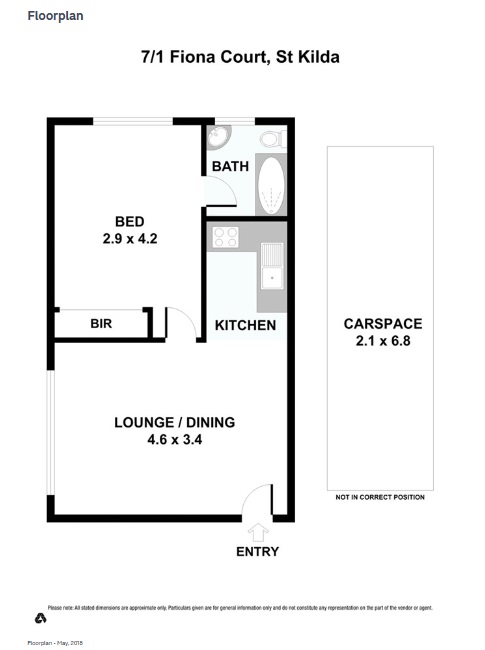 Floorplan
7/1 Fiona Court, St Kilda
BATH
BED
2.9 x 4.2
BIR
KITCHEN
CARSPACE
2.1 x 6.8
LOUNGE / DINING
4.6 x 3.4
NOT IN CORRECT POSITION
ENTRY
Please note: All stated dimensions are approximate only. Particulars given are for general information only and do not constitute any representation on the part of the vendor or agent.
Floorplan - May, 2018